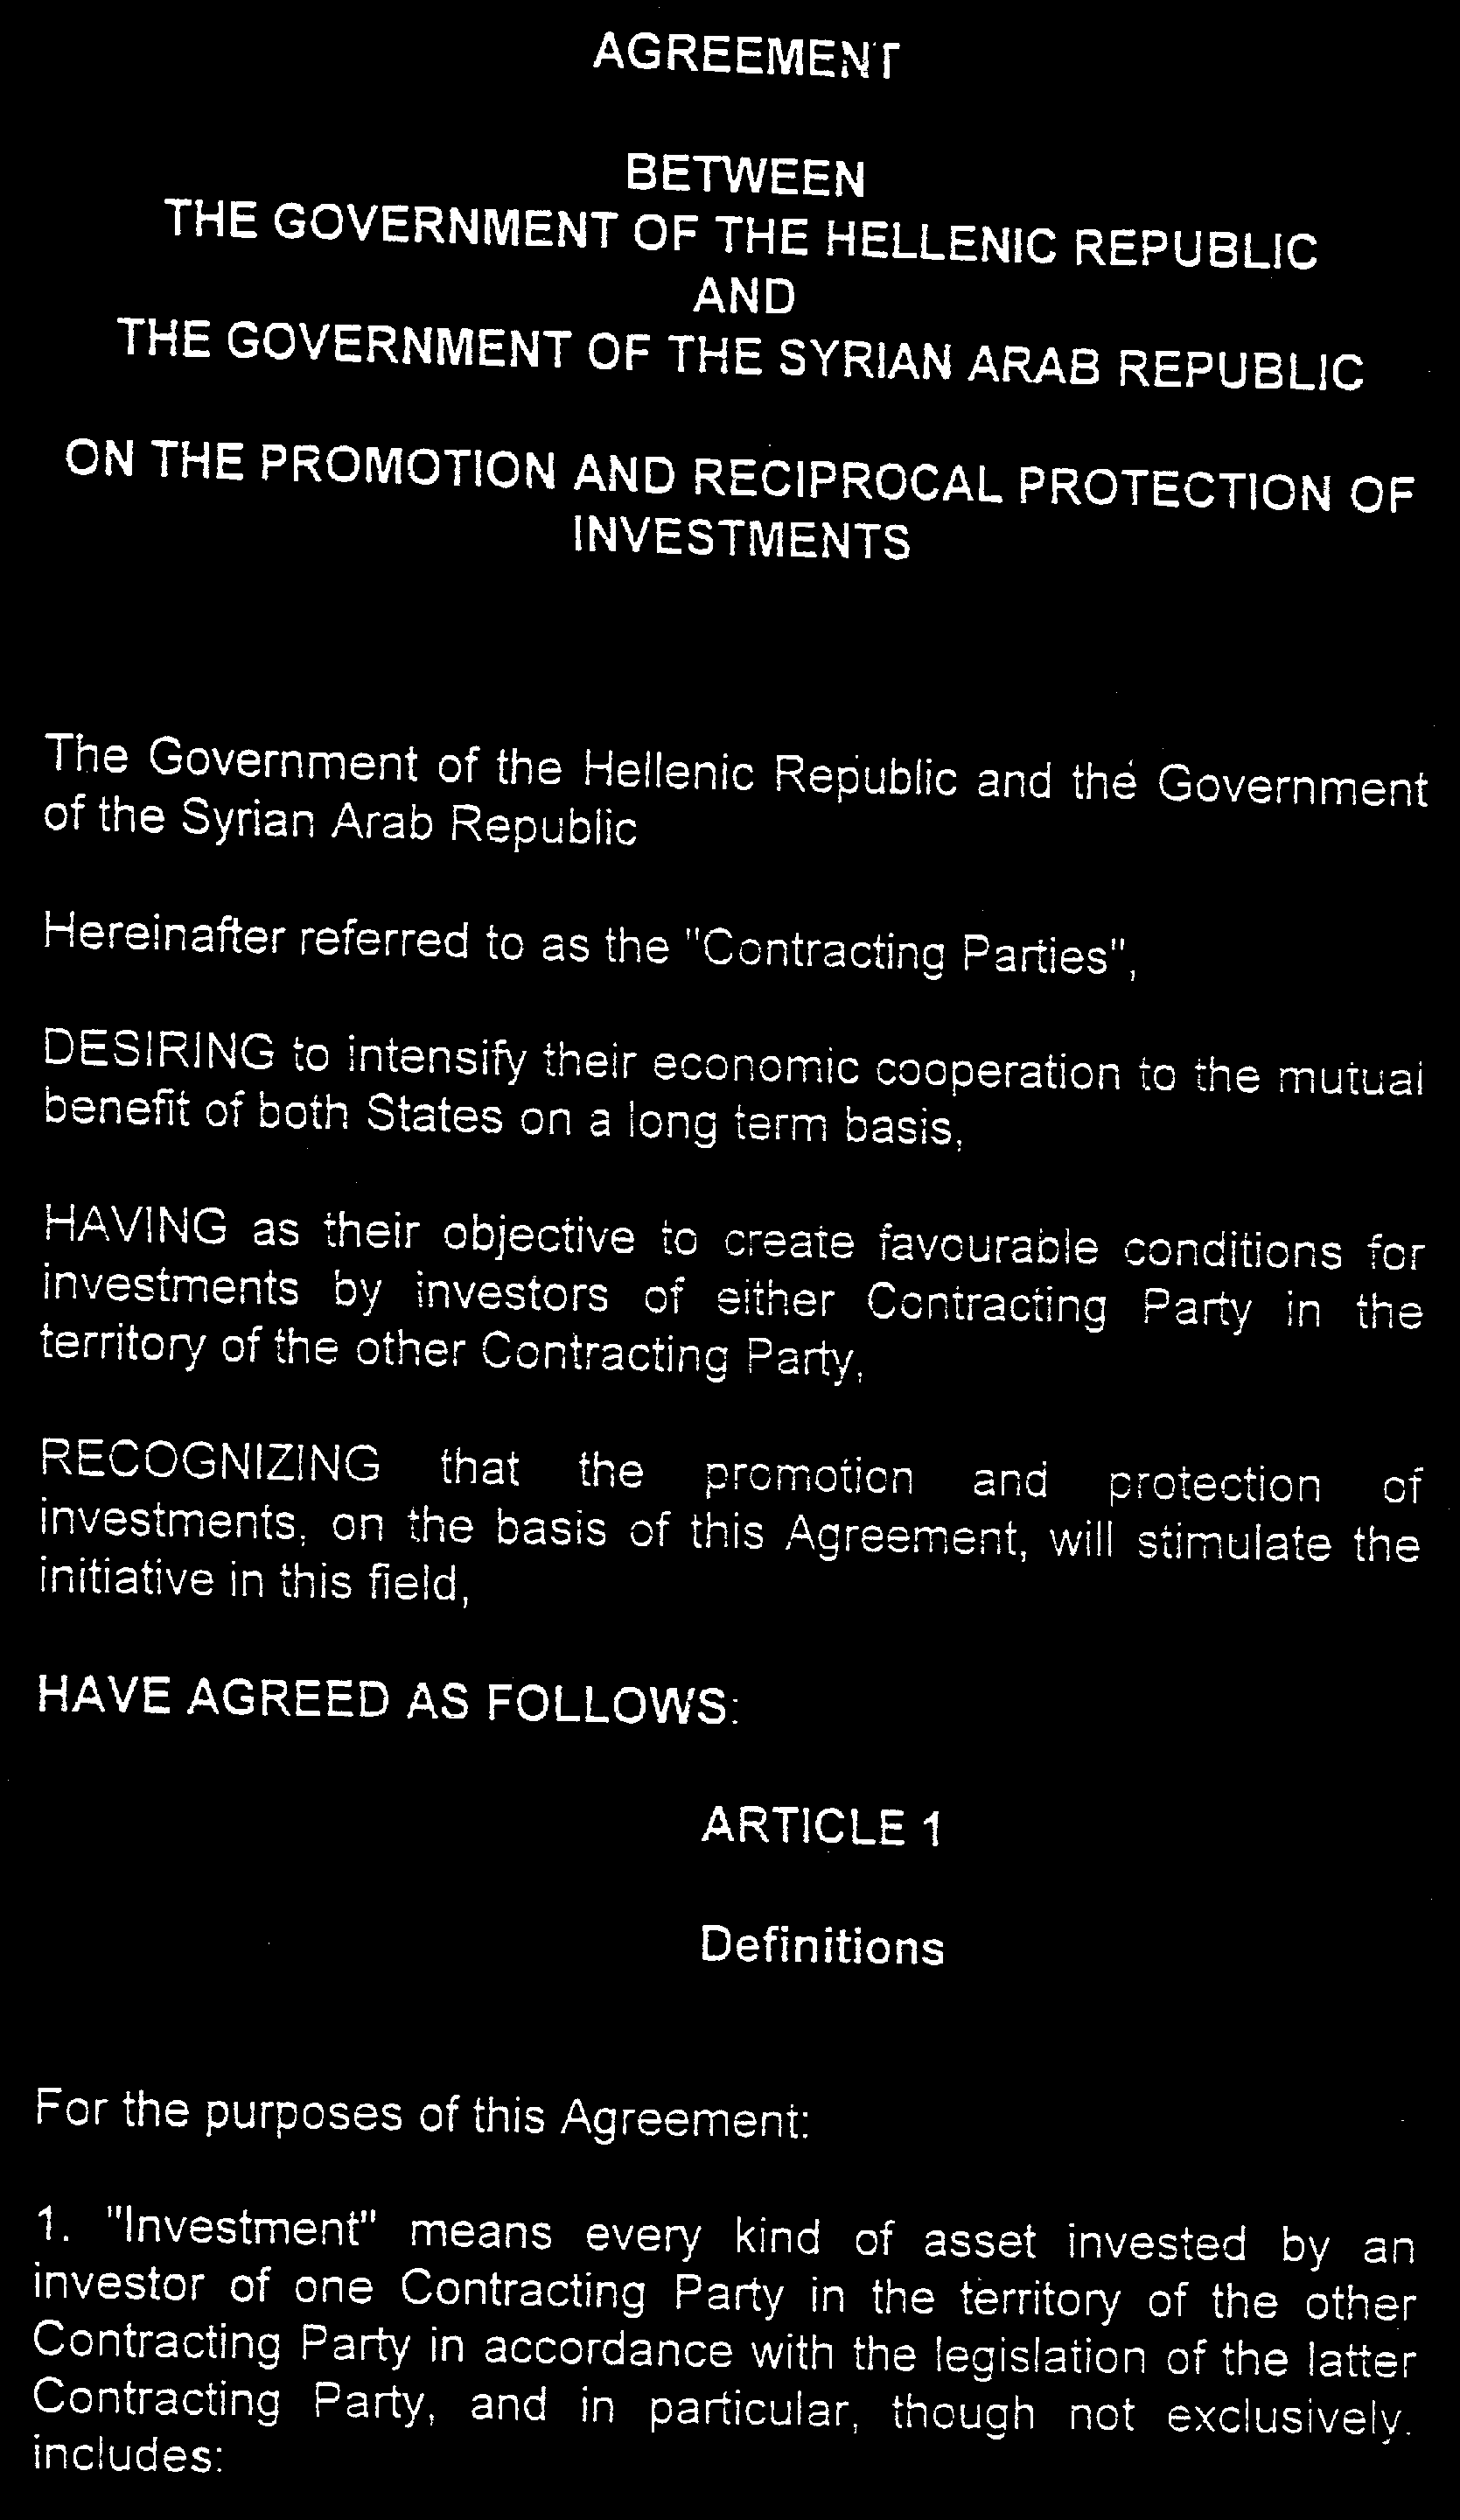 AGREEMENT
BETWEEN
THE GOVERNMENT OF THE HELLENIC REPUBLIC
AND
THE GOVERNMENT OF THE SYRIAN ARAB REPUBLIC
ON THE PROMOTION AND RECIPROCAL PROTECTION OF
INVESTMENTS
The Government of the Hellenic Republic and the Government
of the Syrian Arab Republic
Hereinafter referred to as the "Contracting Parties",
DESIRING to intensify their economic cooperation to the mutual
benefit of both States on a long term basis,
HAVING as their objective to create favourable conditions for
investments by investors of either Contracting Party in the
territory of the other Contracting Party,
RECOGNIZING that the promotion and protection of
investments, on the basis of this Agreement, will stimulate the
initiative in this field,
HAVE AGREED AS FOLLOWS:
ARTICLE 1
Definitions
For the purposes of this Agreement:
1. "Investment" means every kind of asset invested by an
investor of one Contracting Party in the territory of the other
Contracting Party in accordance with the legislation of the latter
Contracting Party, and in particular, though not exclusively.
includes: